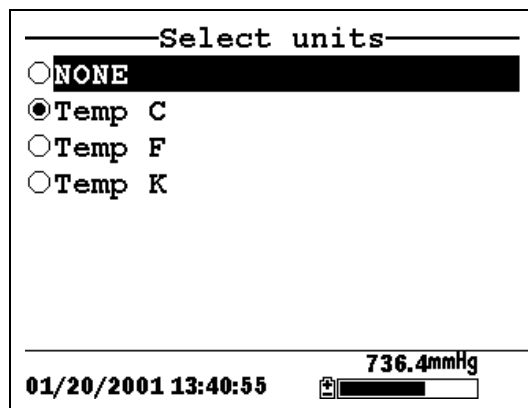 Select units
NONE
Temp C
Temp F
Temp K
736.4mmHg
01/20/2001 13:40:55